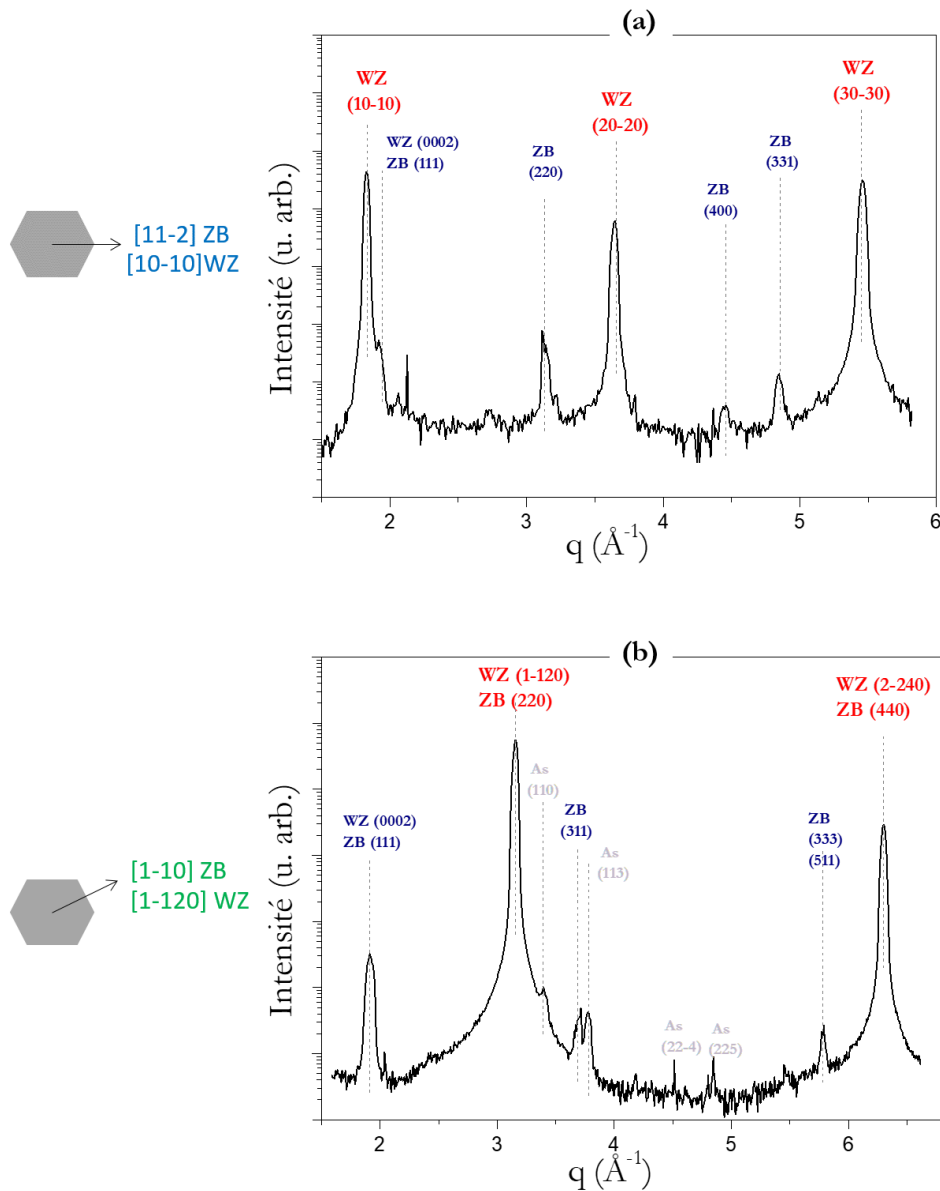 (a)
WZ
(10-10)
WZ (0002)
ZB (111)
ZB
(220)
WZ
(20-20)
ZB
(400)
ZB
(331)
WZ
(30-30)
[11-2] ZB
[10-10]WZ
Intensité (u. arb.)
2 3 4 5 6
q (Å-1)
(b)
WZ (1-120)
ZB (220)
WZ (2-240)
ZB (440)
As
(110)
WZ (0002)
ZB (111)
ZB
(311)
As
(113)
ZB
(333)
(511)
As
(22-4)
As
(225)
[1-10] ZB
[1-120] WZ
Intensité (u. arb.)
2 3 4 5 6
q (Å-1)